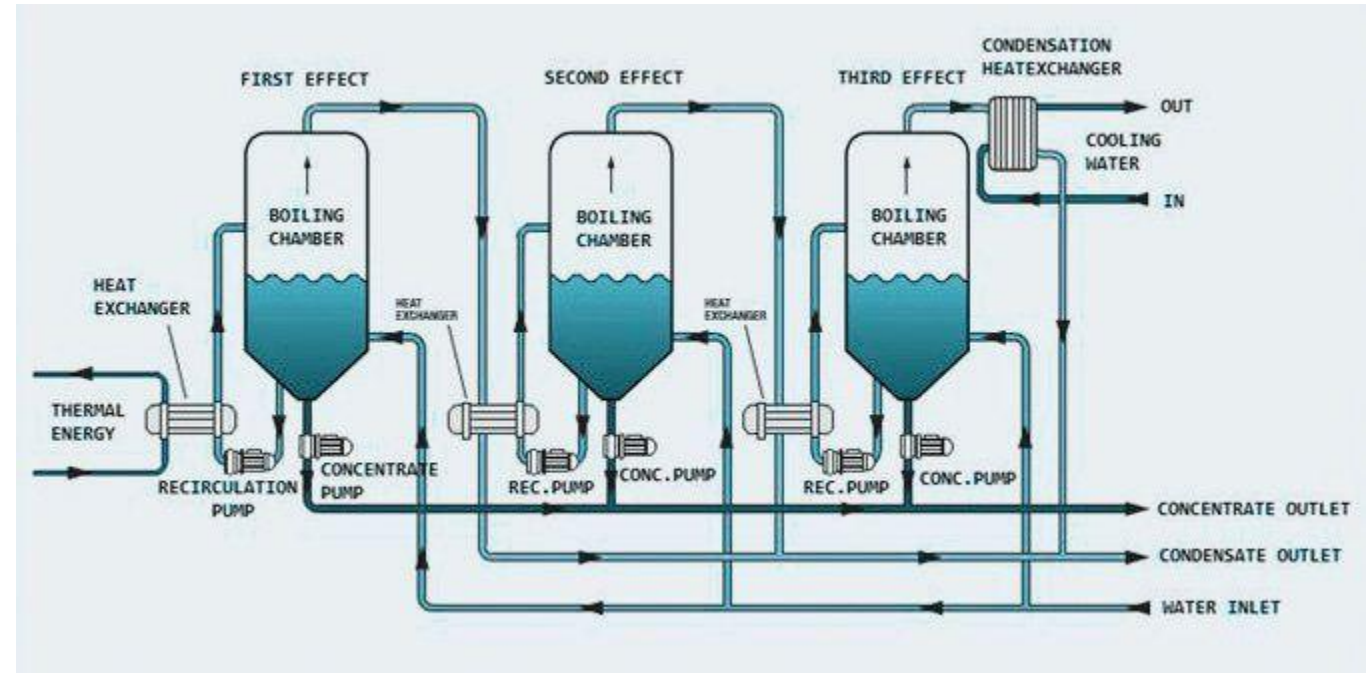 CONDENSATION
HEATEXCHANGER
FIRST EFFECT
SECOND EFFECT
THIRD EFFECT
OUT
COOLING
WATER
IN
BOILING
CHAMBER
BOILING
CHAMBER
BOILING
CHAMBER
HEAT
EXCHANGER
HEAT
EXCHANGER
HEAT
EXCHANGER
THERMAL
ENERGY
RECIRCULATION
PUMP
CONCENTRATE
PUMP
REC.PUMP
CONC.PUMP
REC.PUMP
CONC.PUMP
CONCENTRATE OUTLET
CONDENSATE OUTLET
WATER INLET